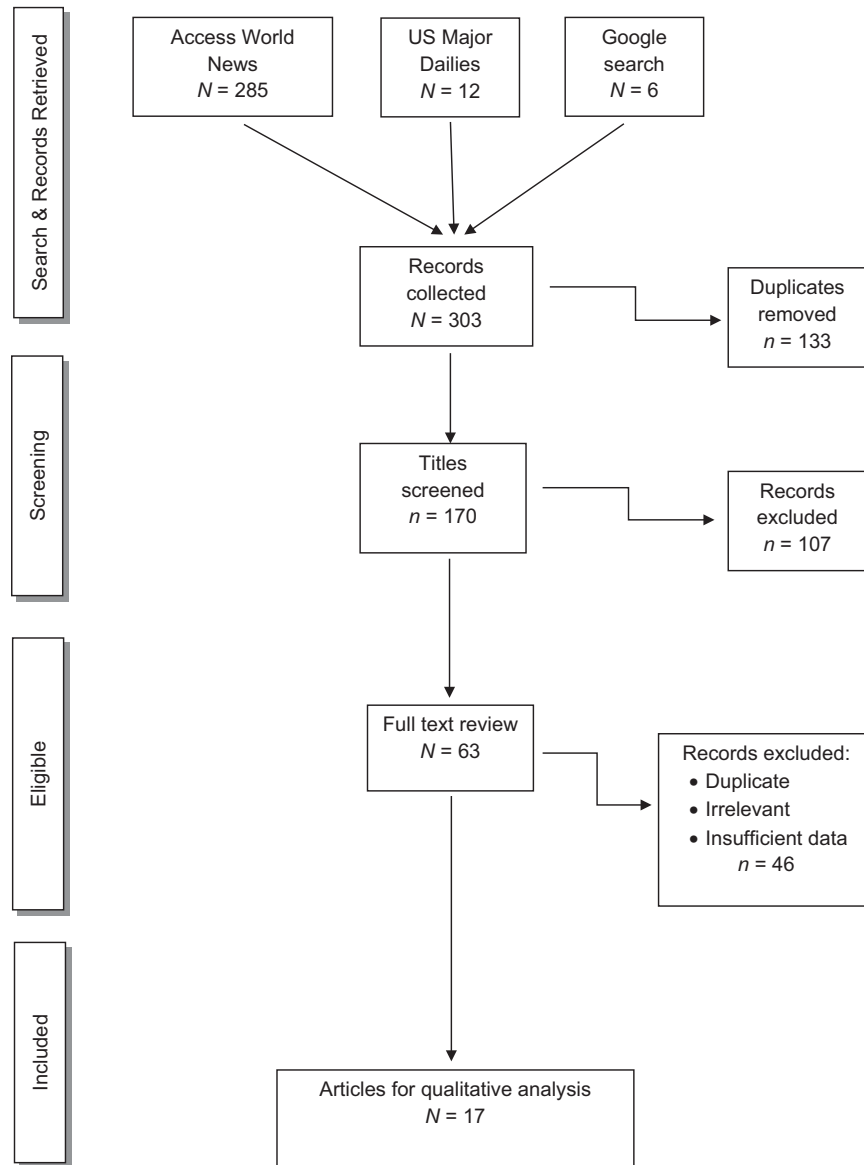 Search & Records Retrieved
Access World
News
N = 285
US Major
Dailies
N = 12
Google
search
N = 6
Records
collected
N = 303
Duplicates
removed
n = 133
Screening
Titles
screened
n = 170
Records
excluded
n = 107
Eligible
Full text review
N = 63
Records excluded:
• Duplicate
• Irrelevant
• Insufficient data
n = 46
Included
Articles for qualitative analysis
N = 17